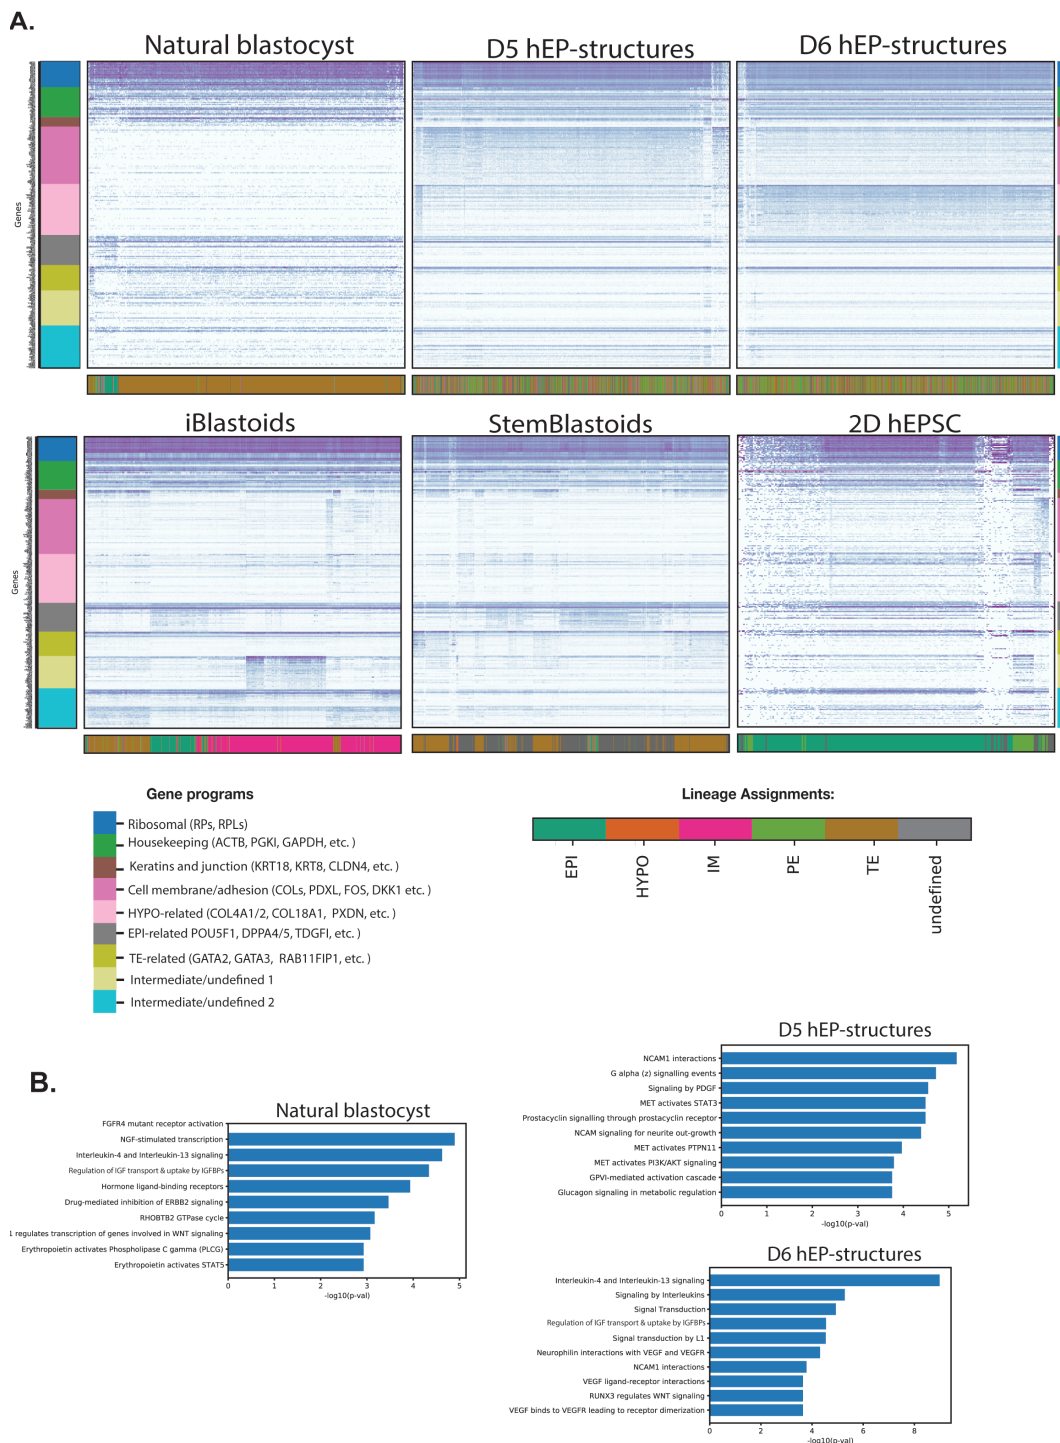 A.
Natural blastocyst
D5 hEP-structures
D6 hEP-structures
Genes
iBlastoids
StemBlastoids
2D hEPSC
Genes
Gene programs
Ribosomal (RPs, RPLs)
Housekeeping (ACTB, PGKI, GAPDH, etc. )
Keratins and junction (KRT18, KRT8, CLDN4, etc. )
Cell membrane/adhesion (COLs, PDXL, FOS, DKK1 etc. )
HYPO-related (COL4A1/2, COL18A1, PXDN, etc. )
EPI-related POU5F1, DPPA4/5, TDGFI, etc. )
TE-related (GATA2, GATA3, RAB11FIP1, etc. )
Intermediate/undefined 1
Intermediate/undefined 2
Lineage Assignments:
EPI
HYPO
IM
PE
TE
undefined
B.
Natural blastocyst
FGFR4 mutant receptor activation
NGF-stimulated transcription
Interleukin-4 and Interleukin-13 signaling
Regulation of IGF transport & uptake by IGFBPs
Hormone ligand-binding receptors
Drug-mediated inhibition of ERBB2 signaling
RHOBTB2 GTPase cycle
1 regulates transcription of genes involved in WNT signaling
Erythropoietin activates Phospholipase C gamma (PLCG)
Erythropoietin activates STAT5
0 1 2 3 4 5
-log10(p-val)
D5 hEP-structures
NCAM1 interactions
G alpha (z) signalling events
Signaling by PDGF
MET activates STAT3
Prostacyclin signalling through prostacyclin receptor
NCAM signaling for neurite out-growth
MET activates PTPN11
MET activates PI3K/AKT signaling
GPVI-mediated activation cascade
Glucagon signaling in metabolic regulation
0 1 2 3 4 5
-log10(p-val)
D6 hEP-structures
Interleukin-4 and Interleukin-13 signaling
Signaling by Interleukins
Signal Transduction
Regulation of IGF transport & uptake by IGFBPs
Signal transduction by L1
Neurophilin interactions with VEGF and VEGFR
NCAM1 interactions
VEGF ligand-receptor interactions
RUNX3 regulates WNT signaling
VEGF binds to VEGFR leading to receptor dimerization
0 2 4 6 8
-log10(p-val)